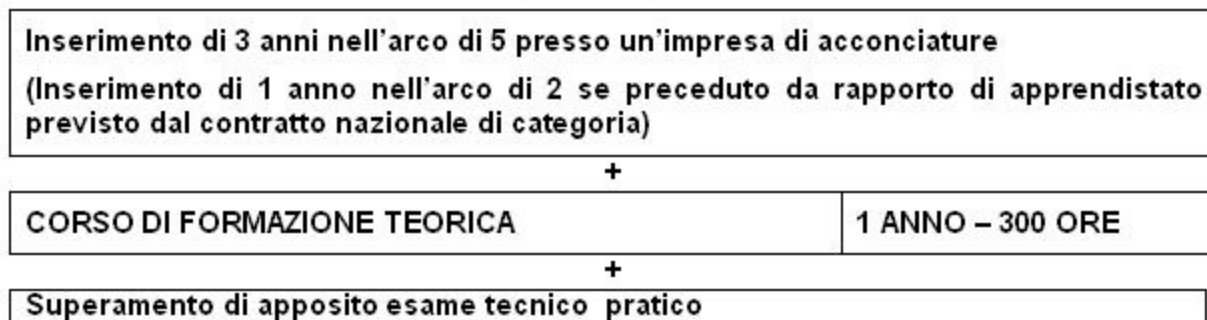 Inserimento di 3 anni nell'arco di 5 presso un'impresa di acconciature
(Inserimento di 1 anno nell'arco di 2 se preceduto da rapporto di apprendistato
previsto dal contratto nazionale di categoria)
+
CORSO DI FORMAZIONE TEORICA 1 ANNO – 300 ORE
+
Superamento di apposito esame tecnico pratico